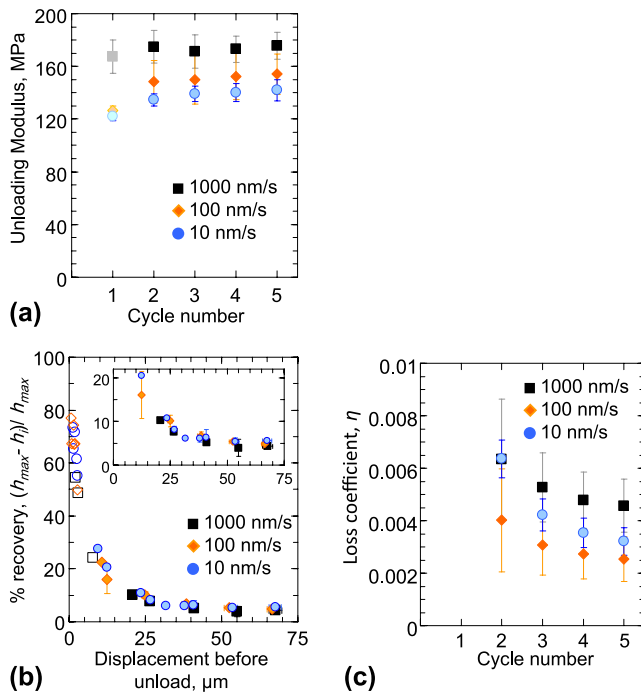 Unloading Modulus, MPa
200
160
120
80
40
0
1000 nm/s
100 nm/s
10 nm/s
1 2 3 4 5
Cycle number
(a)
% recovery, (hmax- hf)/ hmax
100
80
60
40
20
0
20
10
0
0 25 50 75
1000 nm/s
100 nm/s
10 nm/s
0 25 50 75
Displacement before
unload, µm
(b)
Loss coefficient, η
0.01
0.008
0.006
0.004
0.002
0
1000 nm/s
100 nm/s
10 nm/s
1 2 3 4 5
Cycle number
(c)